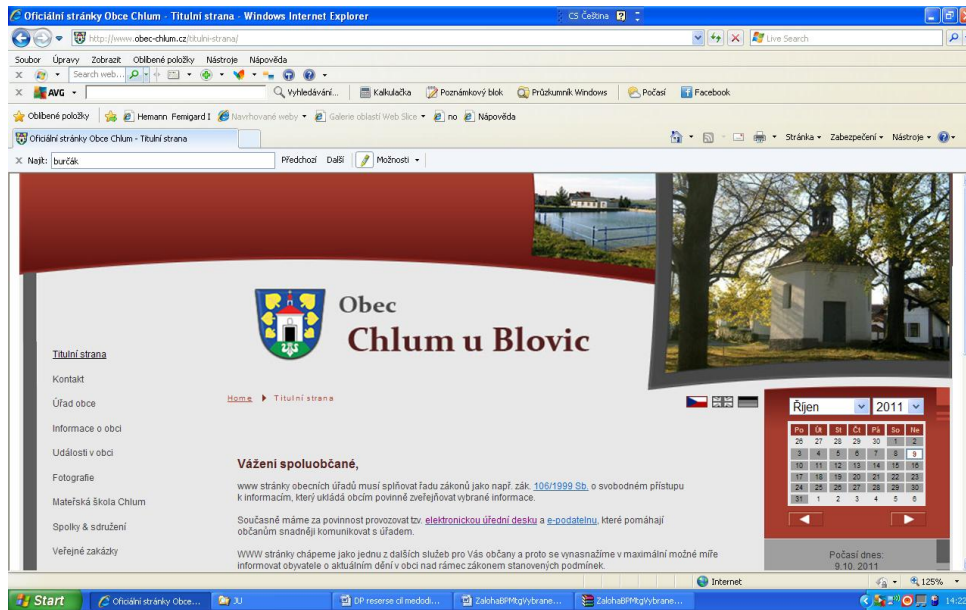 Oficiální stránky Obce Chlum - Titulní strana - Windows Internet Explorer
CS Čeština
http://www.obec-chlum.cz/titulni-strana/
Live Search
Soubor Úpravy Zobrazit Oblíbené položky Nástroje Nápověda
Search web...
AVG
Vyhledávání... Kalkulačka Poznámkový blok Průzkumník Windows Počasí Facebook
Oblíbené položky Hemann Femigard I Navrhované weby Galerie oblastí Web Slice no Nápověda
Oficiální stránky Obce Chlum - Titulní strana
Stránka Zabezpečení Nástroje
Najít: burčák Předchozí Další Možnosti
Obec
Chlum u Blovic
Titulní strana
Kontakt
Úřad obce
Informace o obci
Události v obci
Fotografie
Mateřská škola Chlum
Spolky & sdružení
Veřejné zakázky
Home Titulní strana
Vážení spoluobčané,
www stránky obecních úřadů musí splňovat řadu zákonů jako např. zák. 106/1999 Sb. o svobodném přístupu
k informacím, který ukládá obcím povinně zveřejňovat vybrané informace.
Současně máme za povinnost provozovat tzv. elektronickou úřední desku a e-podatelnu, které pomáhají
občanům snadněji komunikovat s úřadem.
WWW stránky chápeme jako jednu z dalších služeb pro Vás občany a proto se vynasnažíme v maximální možné míře
informovat obyvatele o aktuálním dění v obci nad rámec zákonem stanovených podmínek.
Říjen 2011
Po Út St Čt Pá So Ne
26 27 28 29 30 1 2
3 4 5 6 7 8 9
10 11 12 13 14 15 16
17 18 19 20 21 22 23
24 25 26 27 28 29 30
31 1 2 3 4 5 6
Počasí dnes:
9.10. 2011
Internet
125%
Start
Oficiální stránky Obce...
JU
DP reserse cil medodi...
ZalohaBPMtgVybrane...
ZalohaBPMtgVybrane...
14:22